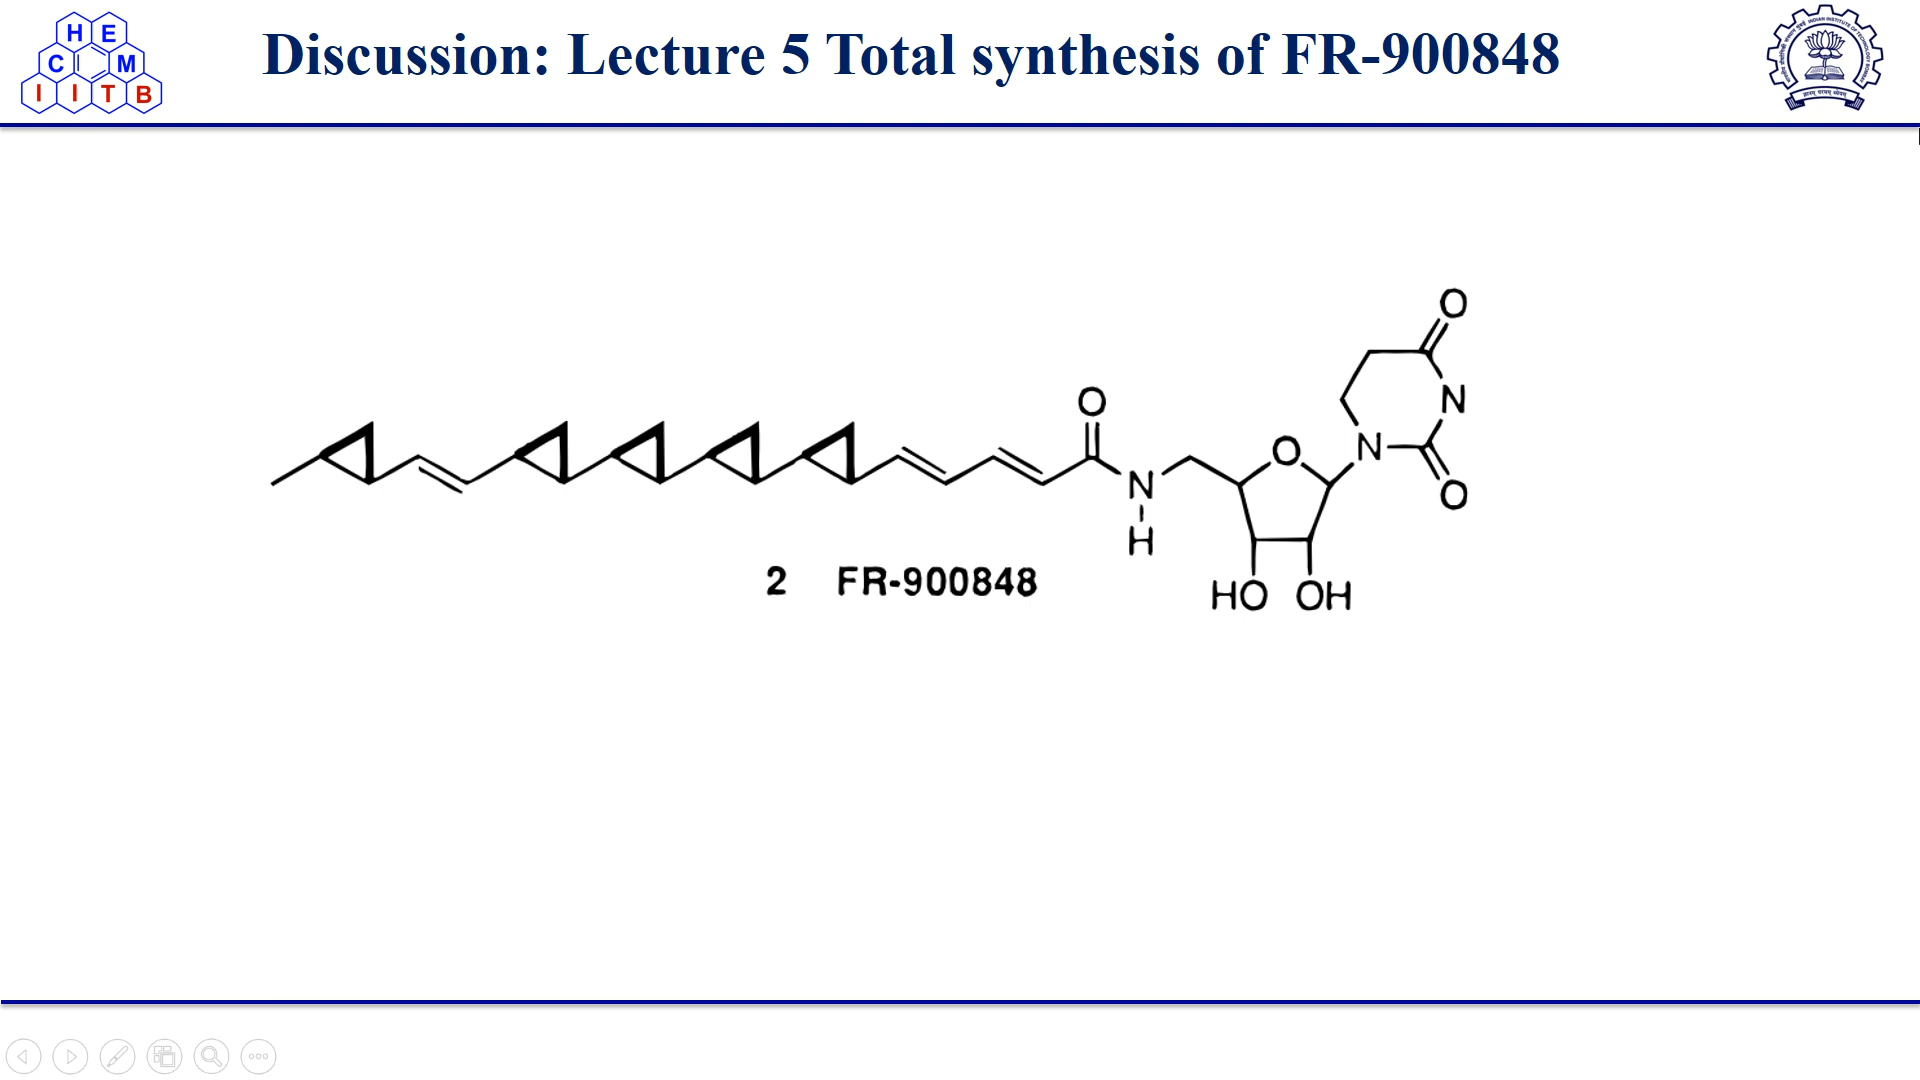 H E
C I M
I I T B
Discussion: Lecture 5 Total synthesis of FR-900848
O
O
N
O
N
O
N
H
HO OH
2 FR-900848